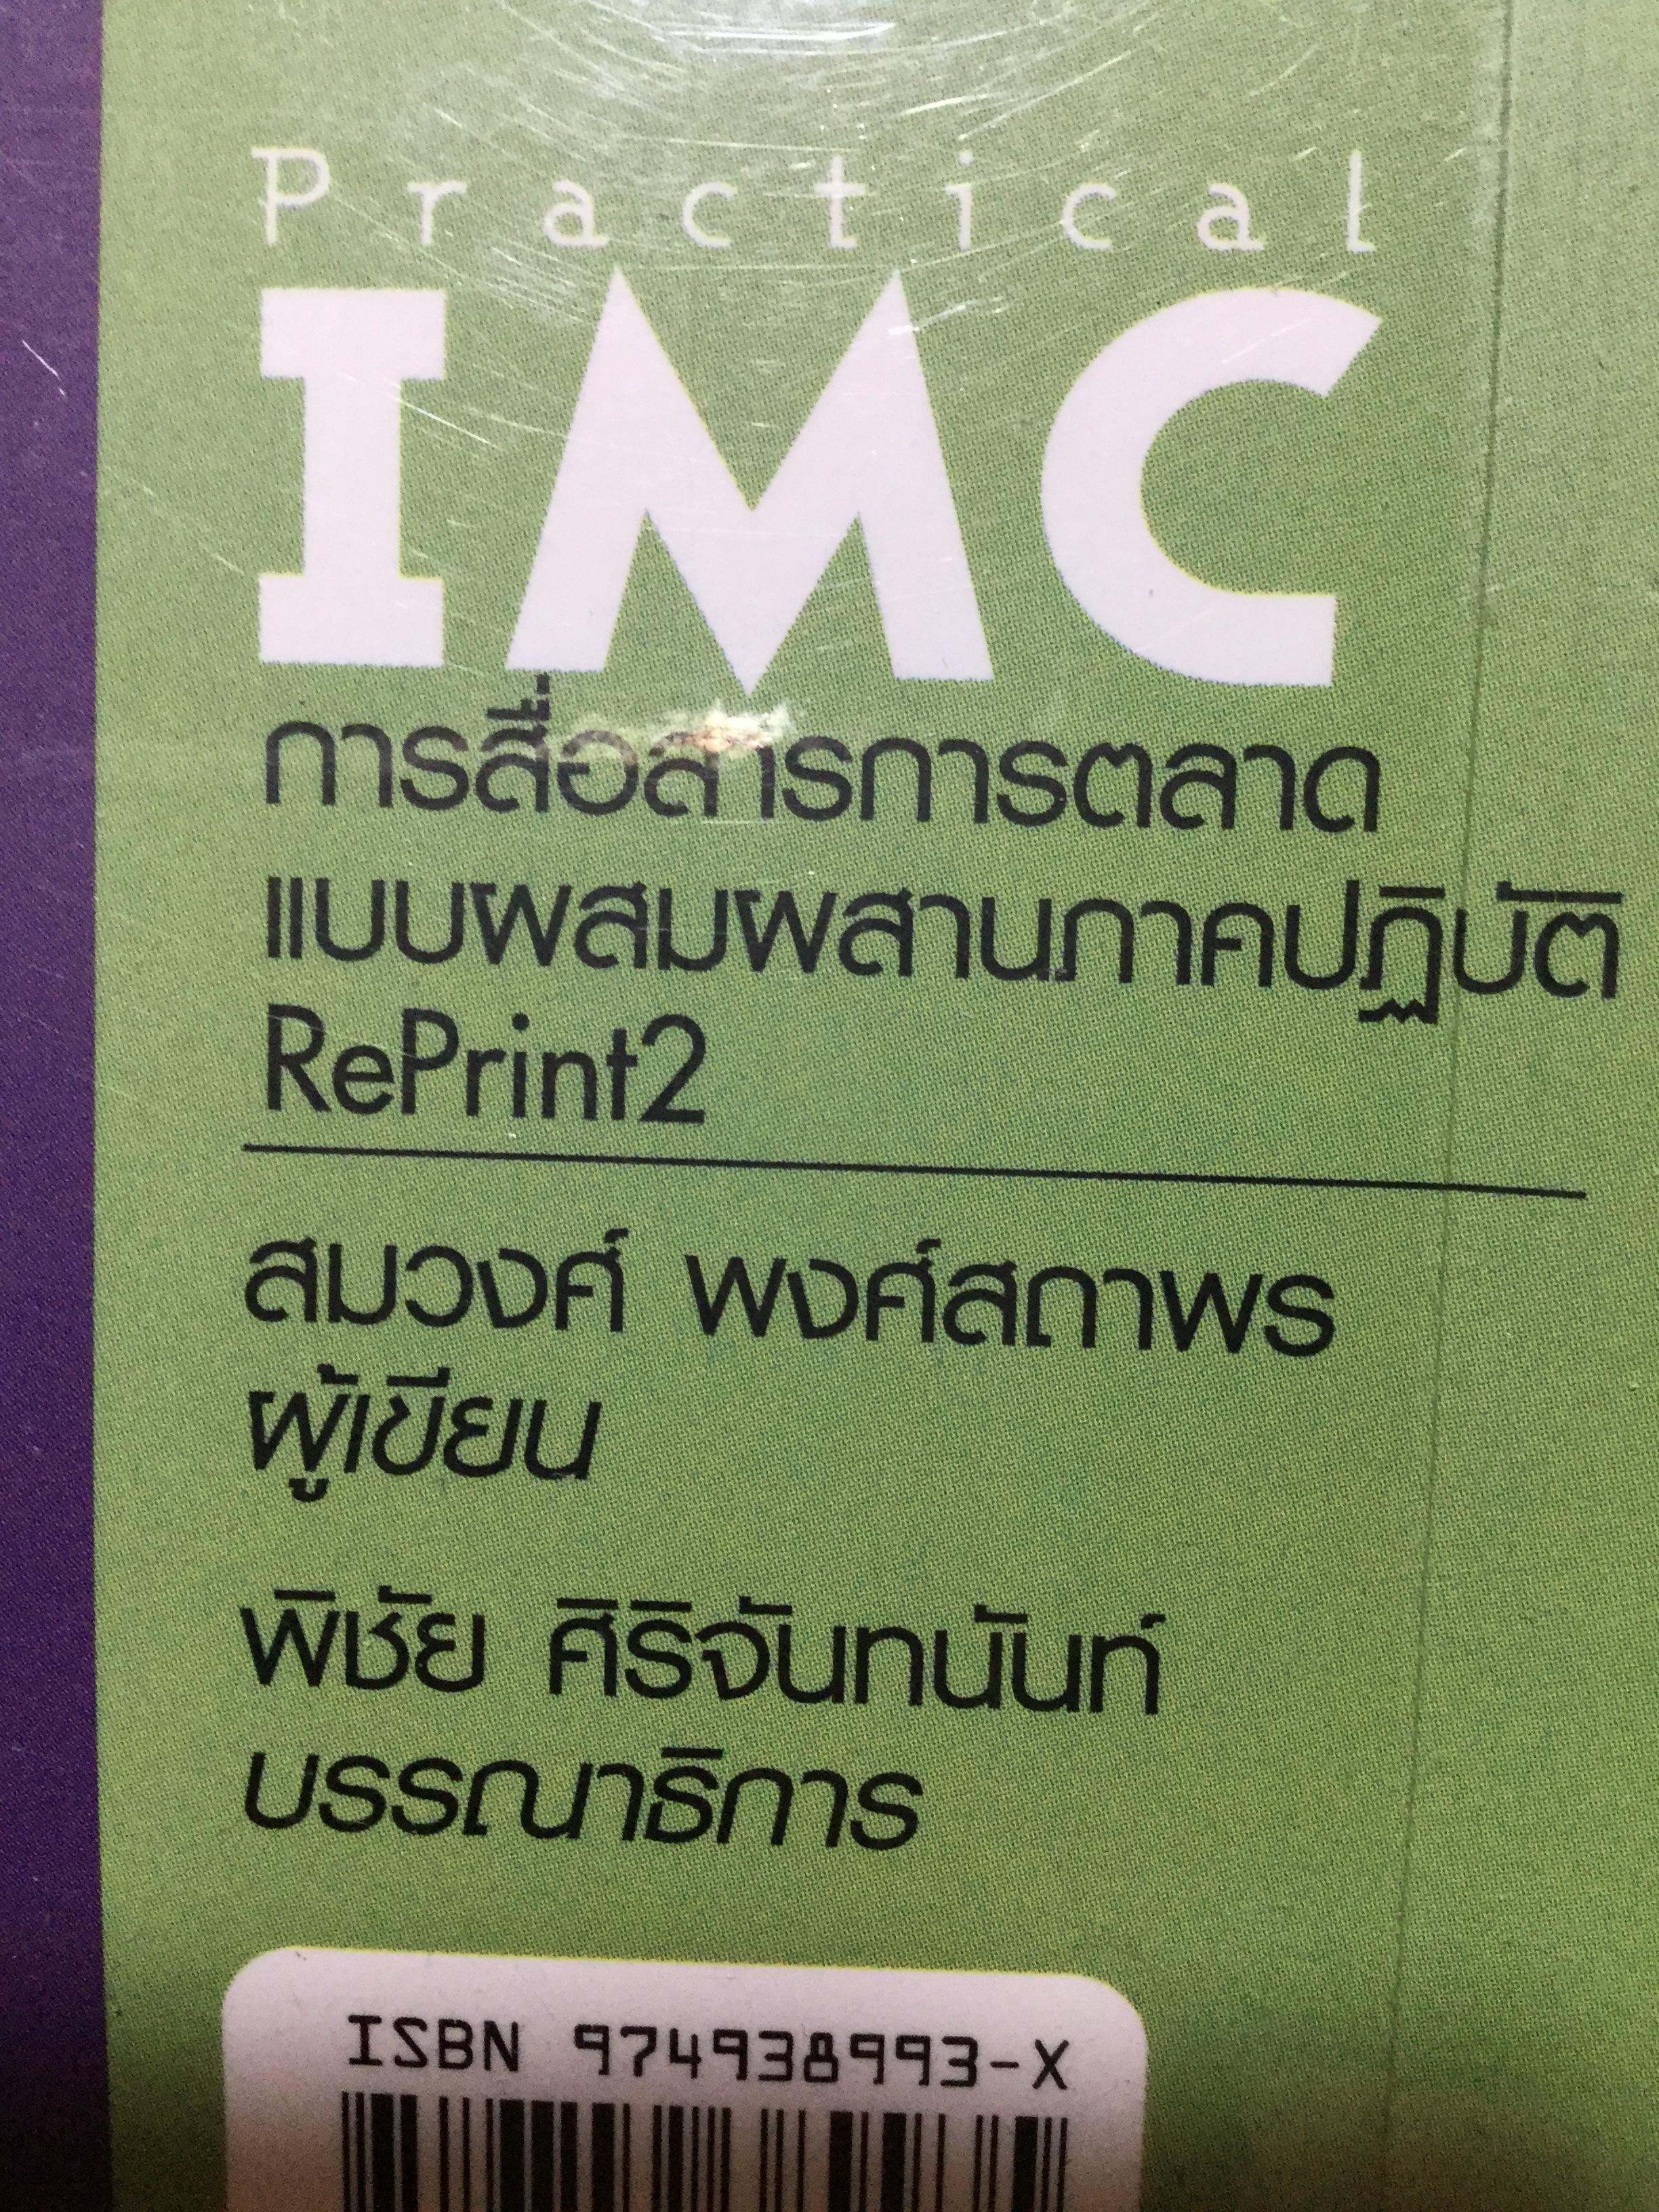 Practical
IMC
การสื่อสารการตลาด
แบบผสมผสานภาคปฏิบัติ
RePrint2
สมวงศ์ พงศ์สถาพร
ผู้เขียน
พิชัย ศิริจันทนันท์
บรรณาธิการ
ISBN 974938993-X